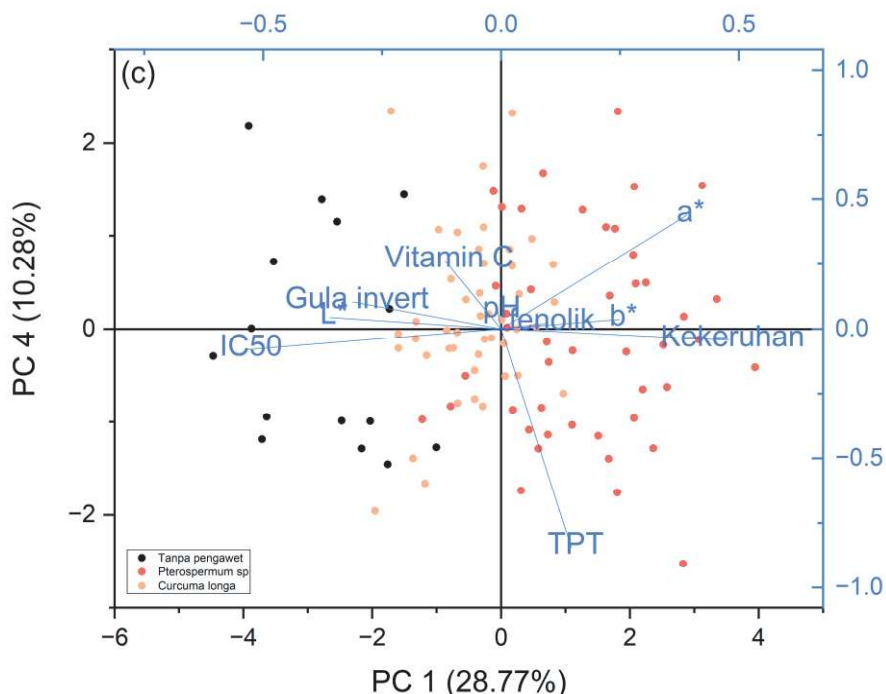 −0.5 0.0 0.5
(c)
1.0
2
0.5
a*
Vitamin C
Gula invert
pH
L*
fenolik b*
0 0.0
IC50
Kekeruhan
PC 4 (10.28%)
−0.5
−2
TPT
Tanpa pengawet
Pterospermum sp
Curcuma longa
−1.0
−6 −4 −2 0 2 4
PC 1 (28.77%)